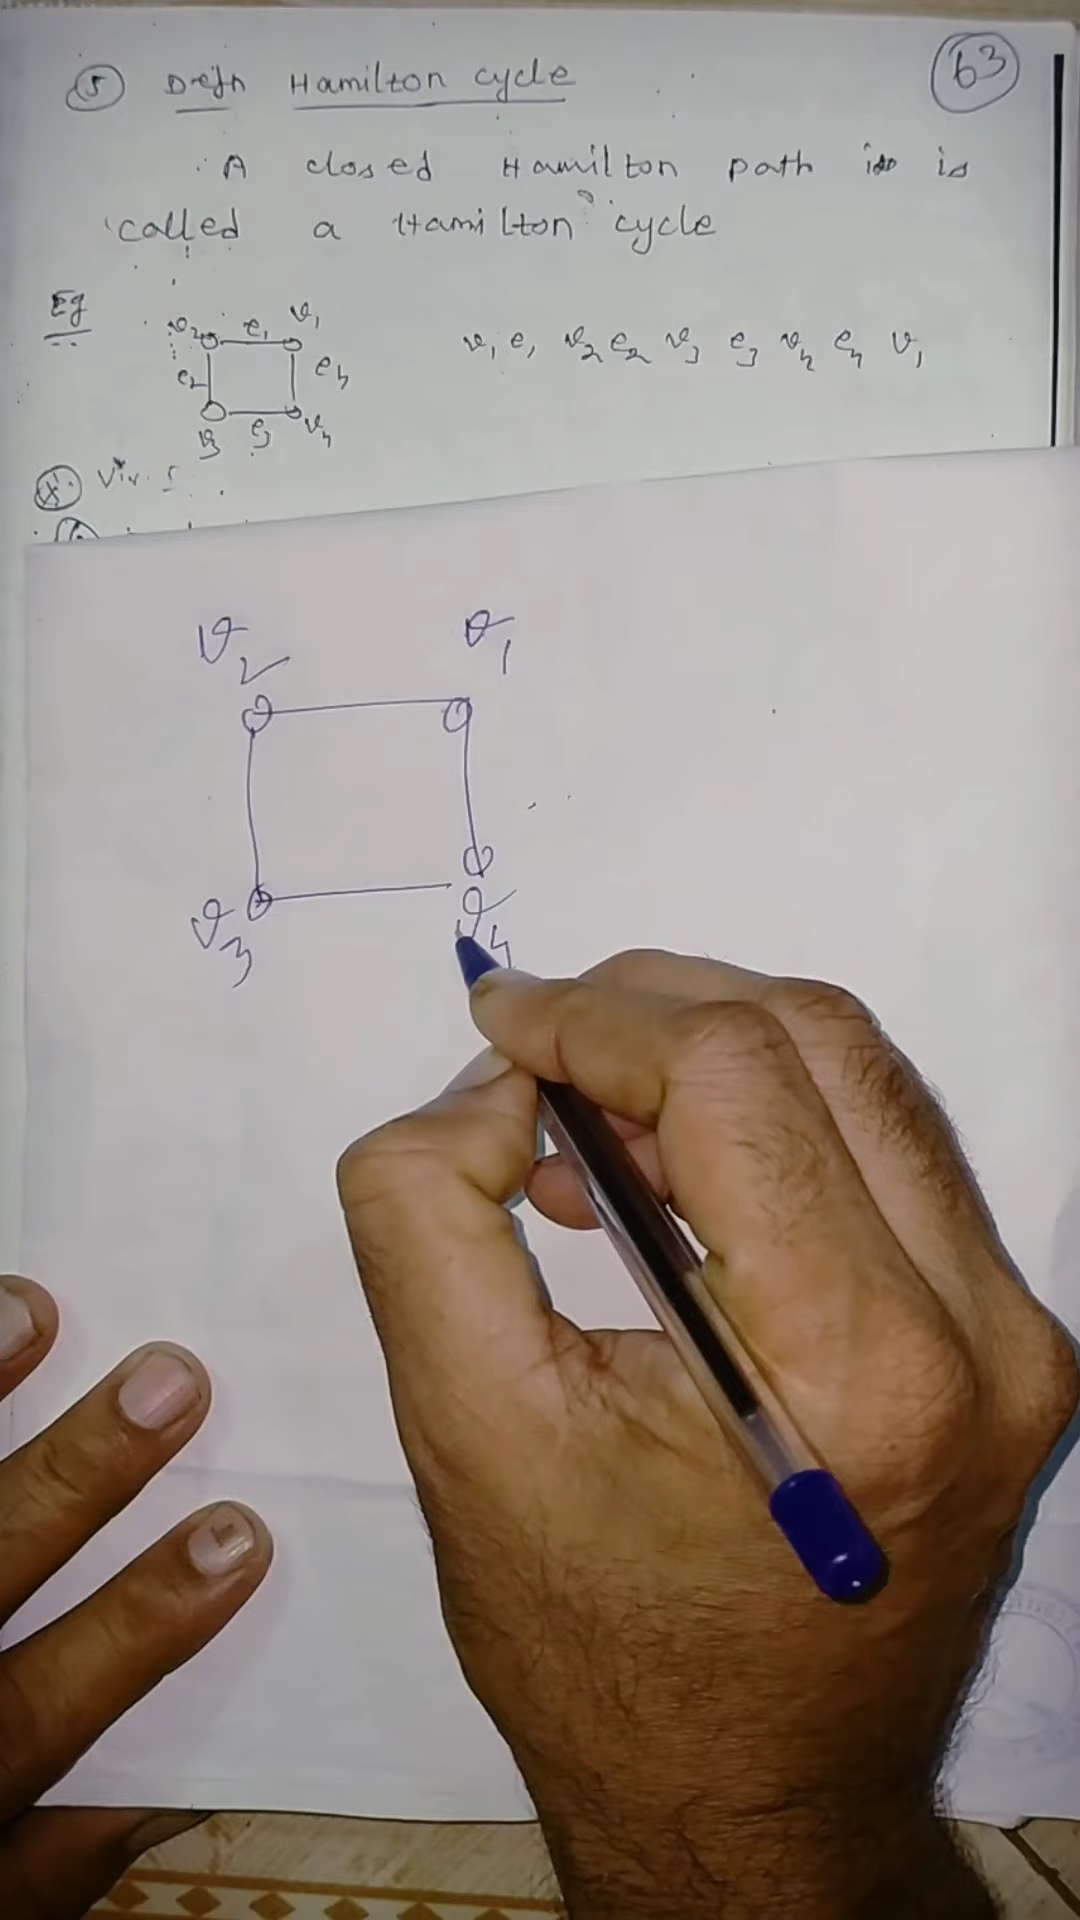 63
5 Defn Hamilton cycle
A closed Hamilton path is is
called a Hamilton cycle
Eg
v2 e1 v1
e2 e4
v3 e3 v4
v1 e1 v2 e2 v3 e3 v4 e4 v1
v2 v1
v3 v4